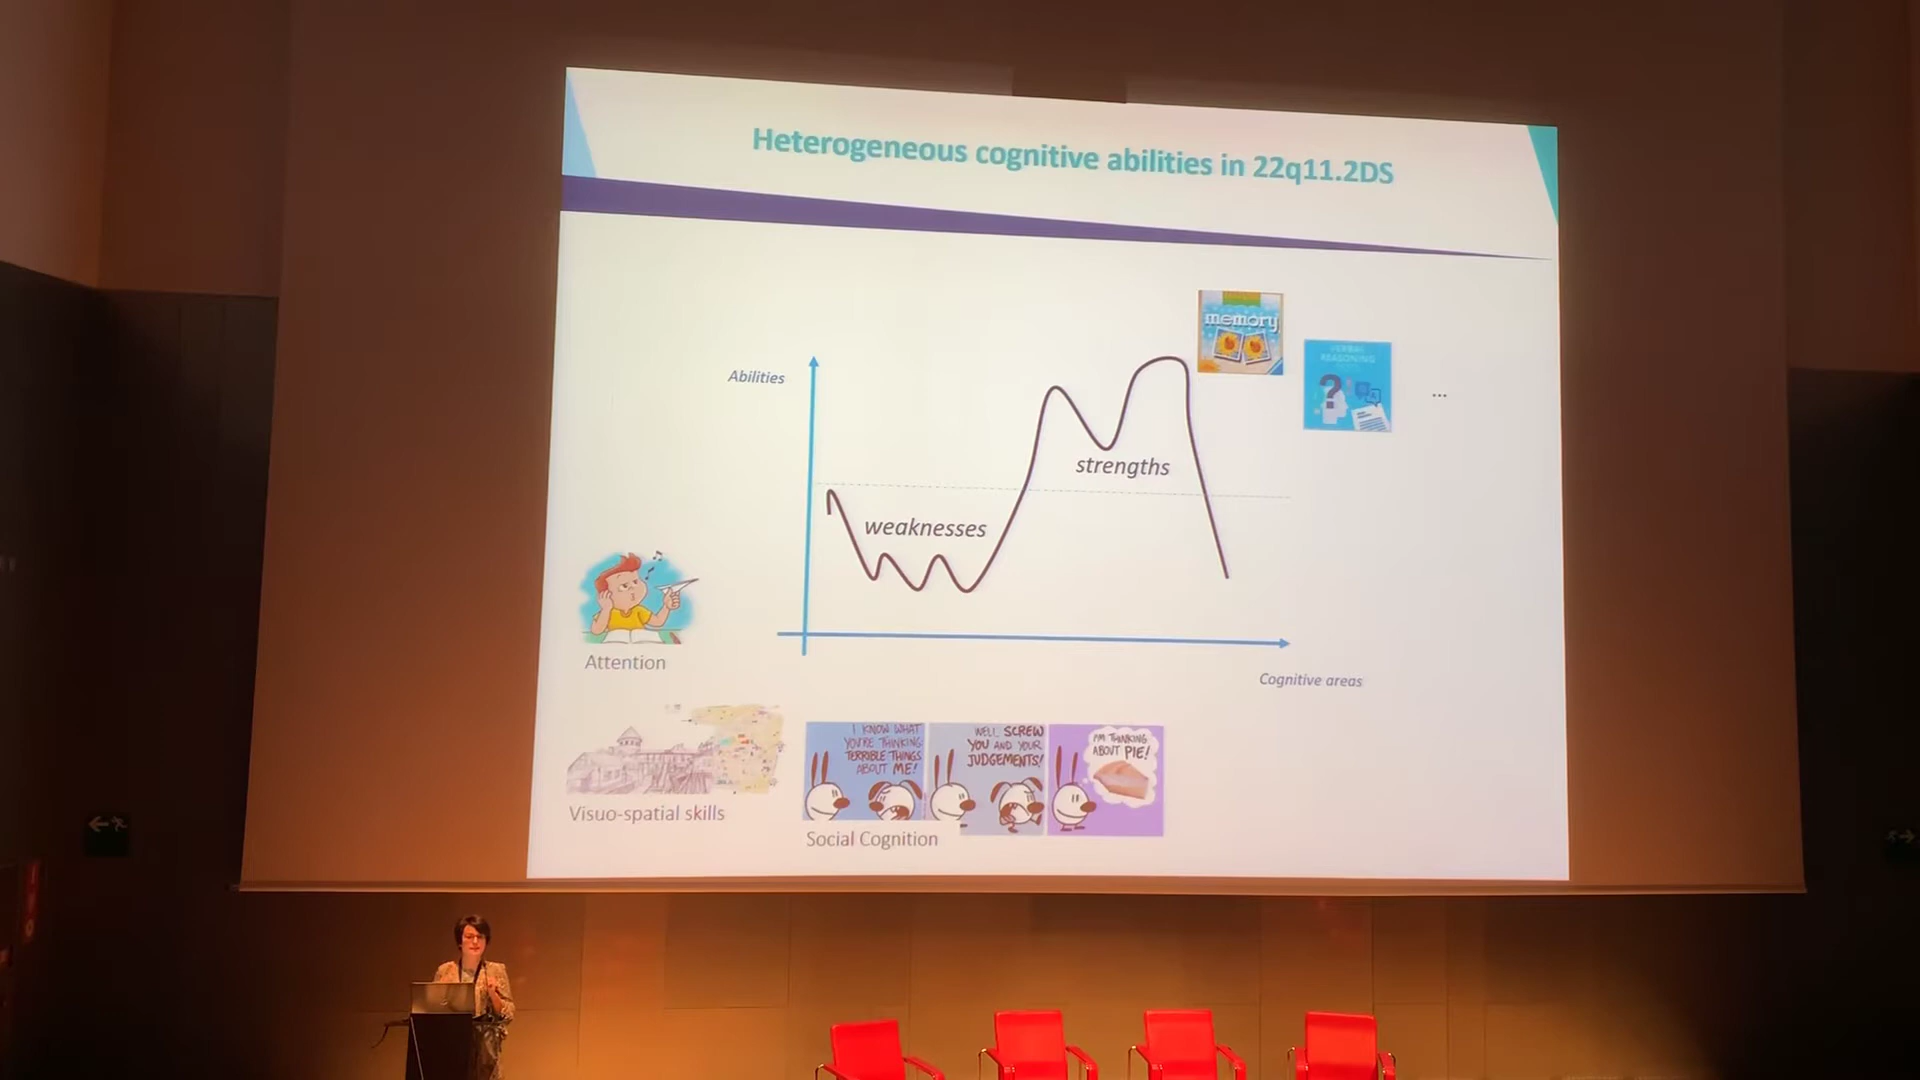 Heterogeneous cognitive abilities in 22q11.2DS
memory
VERBAL
REASONING
...
Abilities
strengths
weaknesses
Attention
Cognitive areas
I KNOW WHAT
YOU'RE THINKING
TERRIBLE THINGS
ABOUT ME!
WELL SCREW
YOU AND YOUR
JUDGEMENTS!
I'M THINKING
ABOUT PIE!
Visuo-spatial skills
Social Cognition